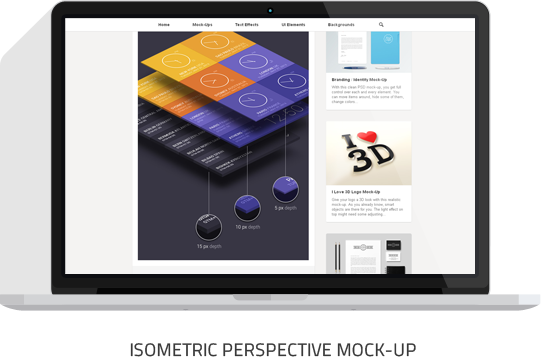 Home Mock-Ups Text Effects UI Elements Backgrounds
15 px depth
10 px depth
5 px depth
Branding - Identity Mock-Up
With this clean PSD mock-up, you get full
control over each and every element. You
can move items around, hide some of them,
change colors...
I 3D
I Love 3D Logo Mock-Up
Give your logo a 3D look with this realistic
mock-up. As you already know, smart
objects are there for you. The light effect on
top might need some adjusting...
ISOMETRIC PERSPECTIVE MOCK-UP